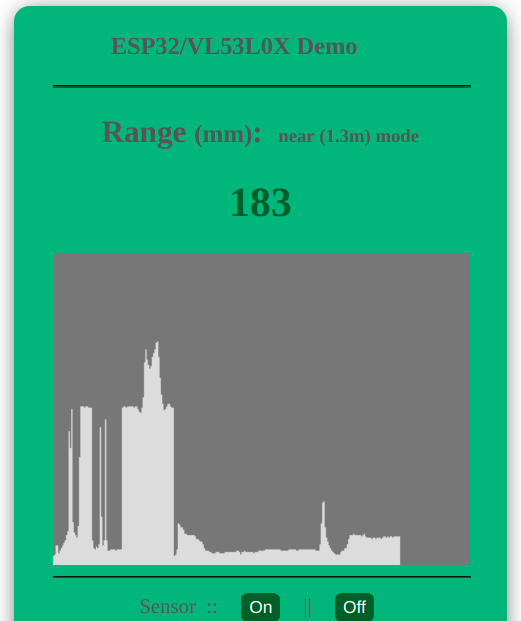 ESP32/VL53L0X Demo
Range (mm): near (1.3m) mode
183
Sensor :: On || Off